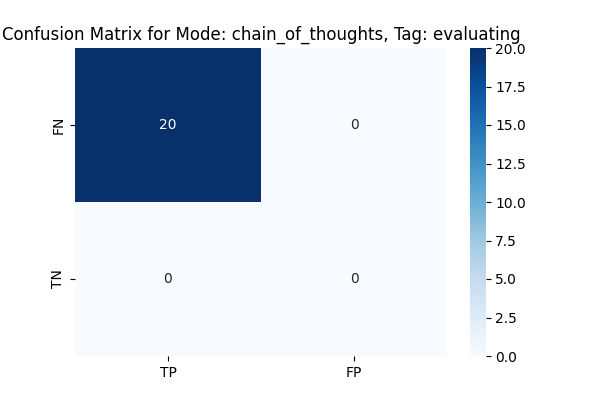 Confusion Matrix for Mode: chain_of_thoughts, Tag: evaluating
20.0
FN
20
0
17.5
15.0
12.5
10.0
7.5
TN
0
0
5.0
2.5
0.0
TP
FP